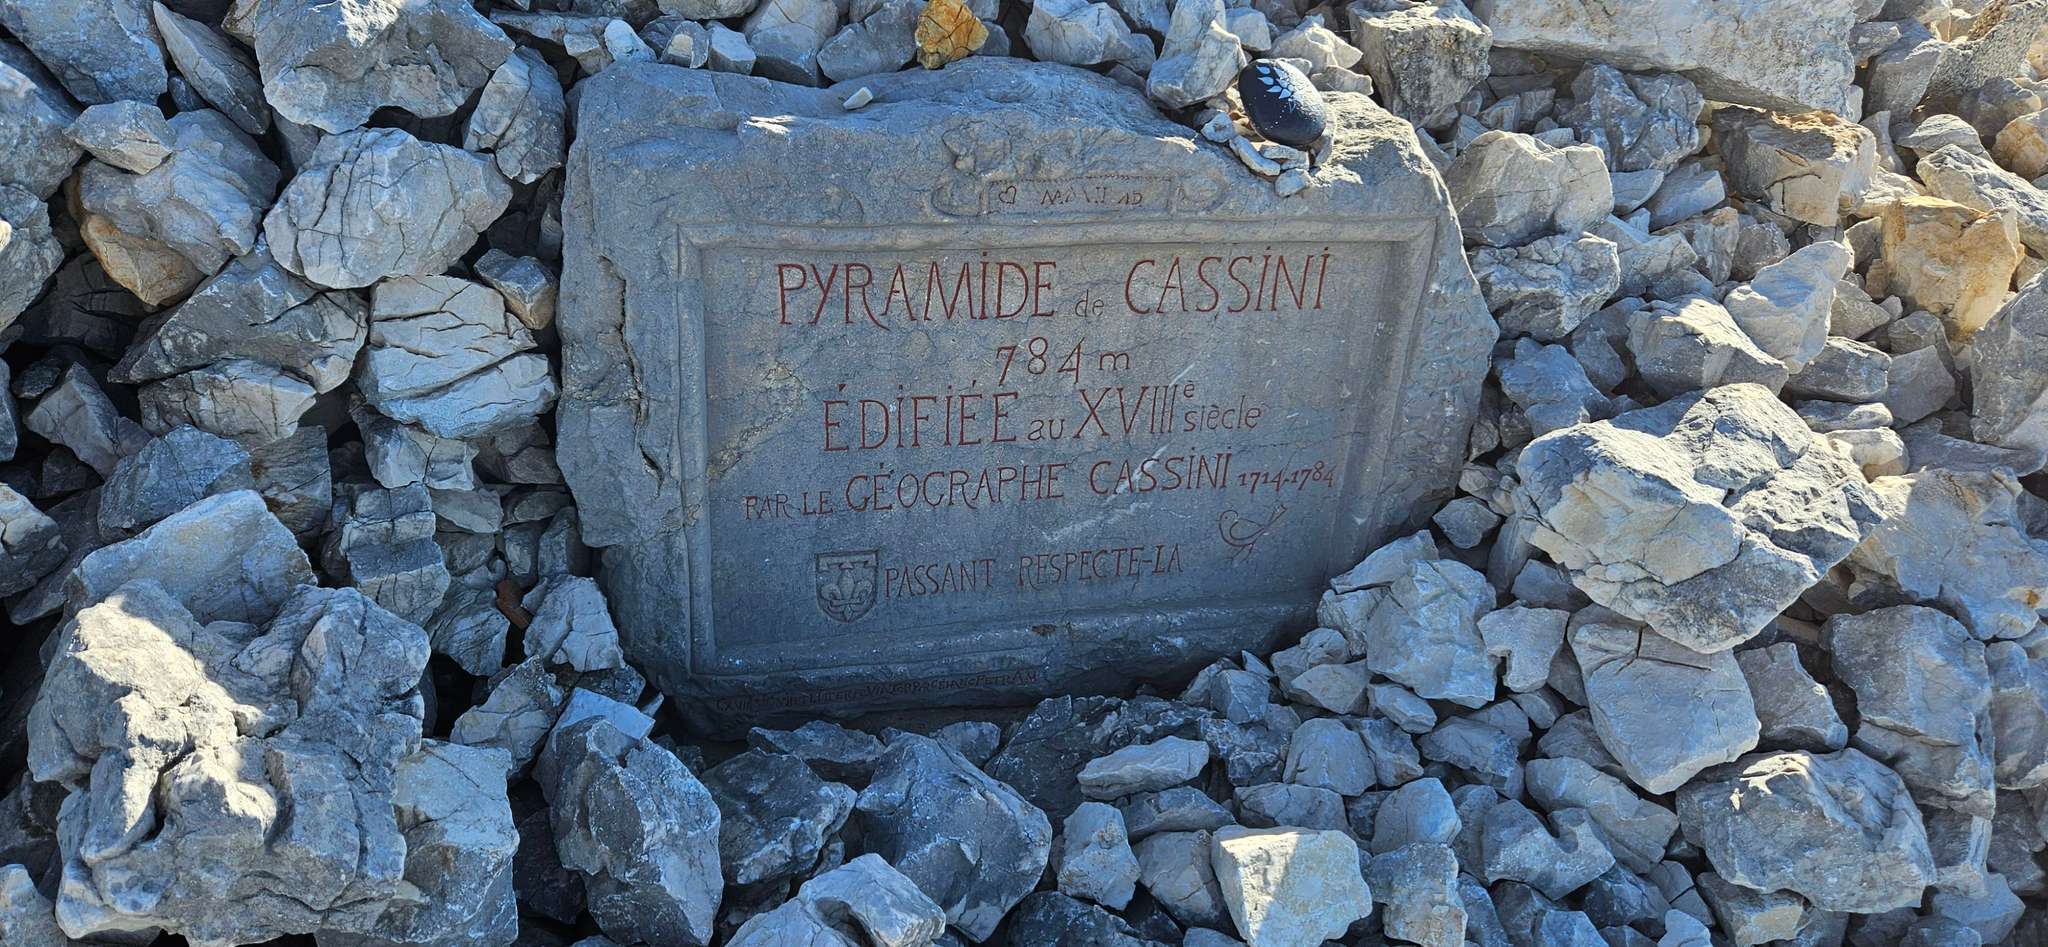 PYRAMIDE de CASSINI
784 m
ÉDIFIÉE au XVIIIe siècle
PAR LE GÉOGRAPHE CASSINI 1714-1784
PASSANT RESPECTE-LA